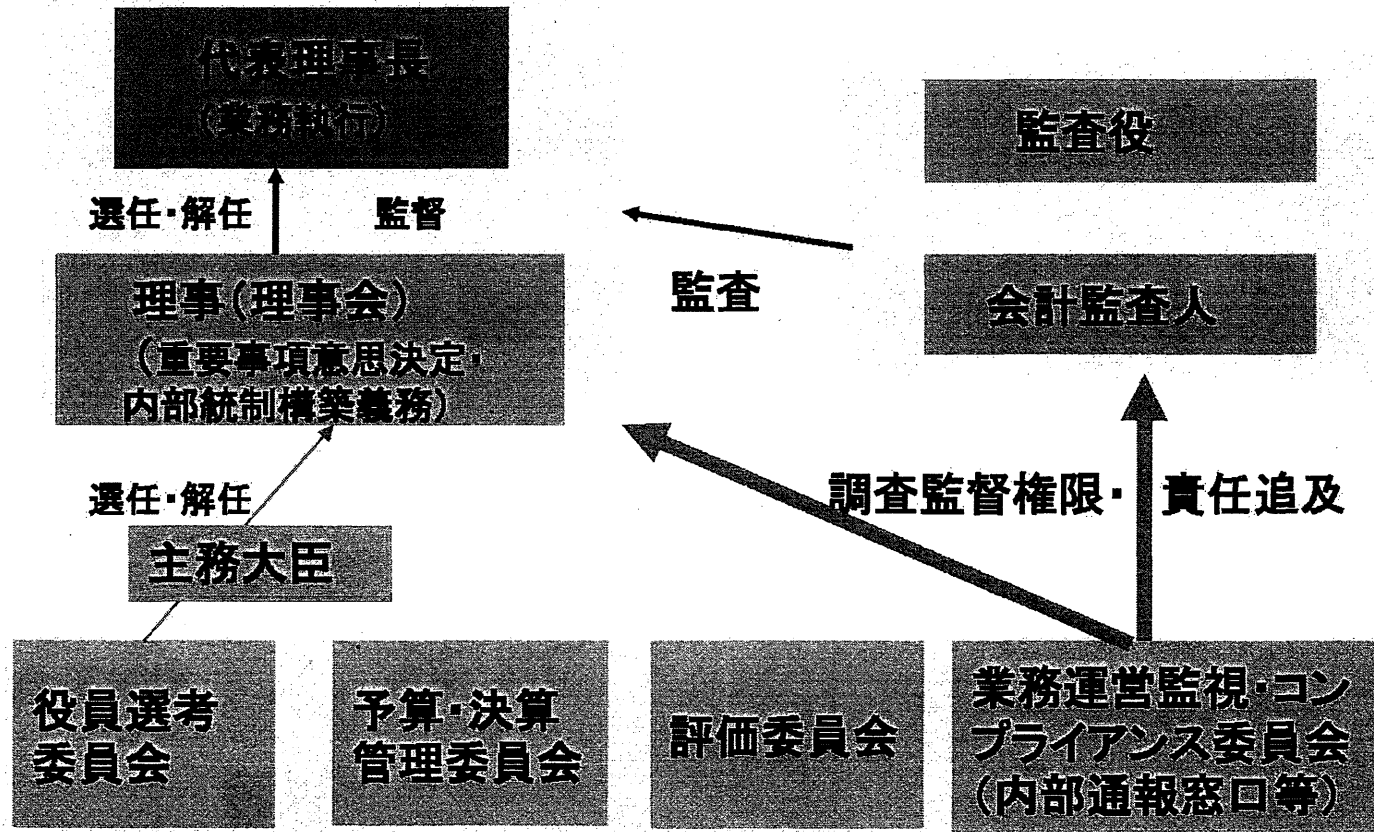 代表理事長
(業務執行)
監査役
選任・解任
監督
理事(理事会)
(重要事項意思決定・
内部統制構築義務)
監査
会計監査人
選任・解任
調査監督権限・ 責任追及
主務大臣
役員選考
委員会
予算・決算
管理委員会
評価委員会
業務運営監視・コン
プライアンス委員会
(内部通報窓口等)